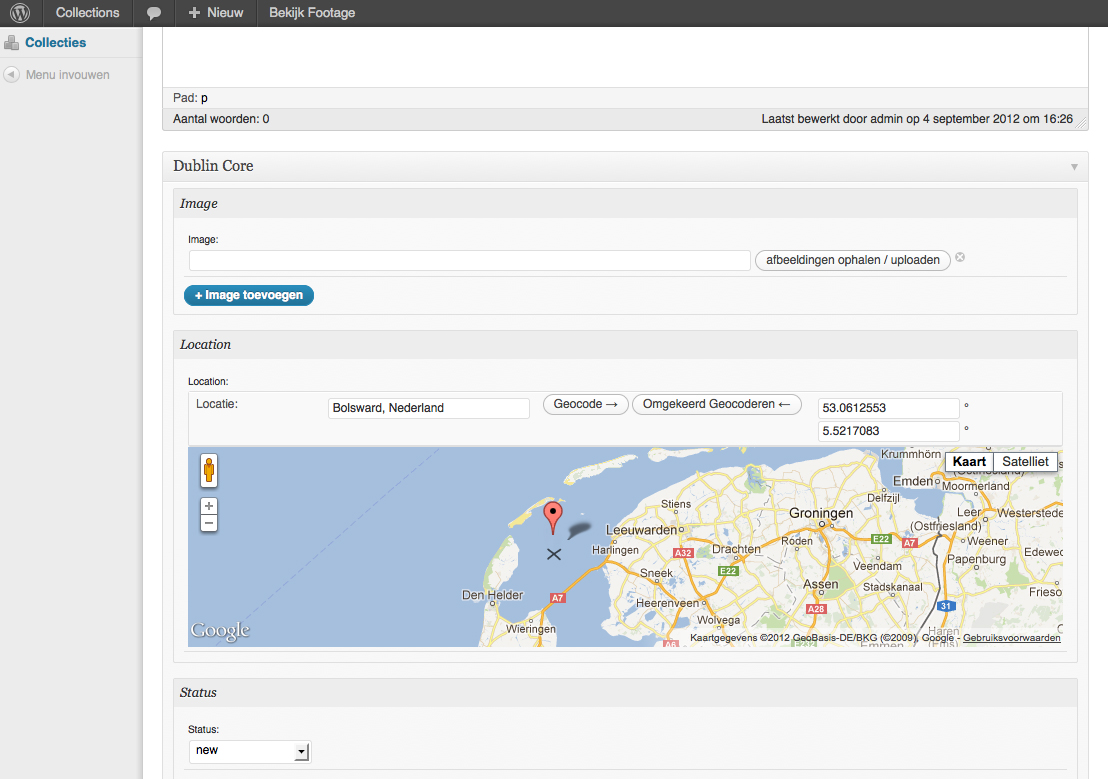 Collections
+ Nieuw
Bekijk Footage
Collecties
Menu invouwen
Pad: p
Aantal woorden: 0
Laatst bewerkt door admin op 4 september 2012 om 16:26
Dublin Core
Image
Image:
afbeeldingen ophalen / uploaden
+ Image toevoegen
Location
Location:
Locatie:
Bolsward, Nederland
Geocode →
Omgekeerd Geocoderen ←
53.0612553 °
5.5217083 °
Kaart
Satelliet
Krummhörn
Emden
(Ostfriesland)
Moormerland
Delfzijl
Stiens
Groningen
Leer
(Ostfriesland)
Westerstede
Leeuwarden
Harlingen
A32
Drachten
Roden
E22
A7
Weener
Papenburg
Edewec
E22
Veendam
Sneek
Assen
Stadskanaal
Frieso
Den Helder
A7
Heerenveen
A28
31
Wolvega
Wieringen
Haren
(Ems)
Emmen
A6
Google
Kaartgegevens ©2012 GeoBasis-DE/BKG (©2009), Google - Gebruiksvoorwaarden
Status
Status:
new